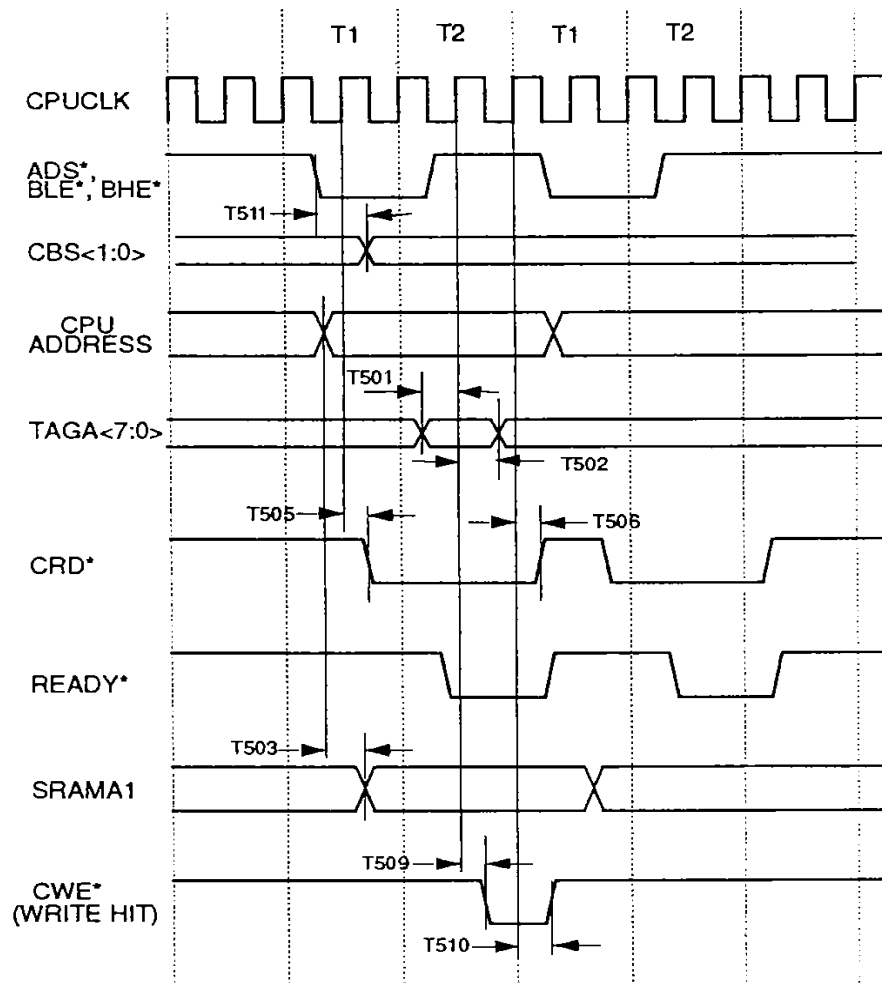 T1 T2 T1 T2
CPUCLK
ADS*,
BLE*, BHE*
T511
CBS<1:0>
CPU
ADDRESS
T501
TAGA<7:0>
T502
T505
T506
CRD*
READY*
T503
SRAMA1
T509
CWE*
(WRITE HIT)
T510